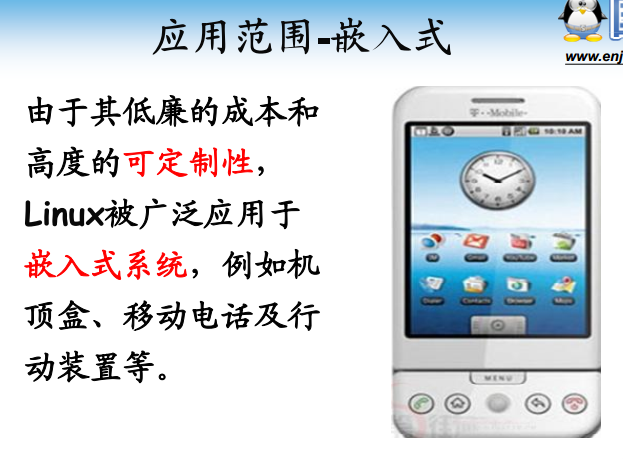 应用范围-嵌入式
www.enj
由于其低廉的成本和
高度的可定制性，
Linux被广泛应用于
嵌入式系统，例如机
顶盒、移动电话及行
动装置等。
T··Mobile·
10:10 AM
IM Gmail YouTube Market
Dialer Contacts Browser Maps
MENU